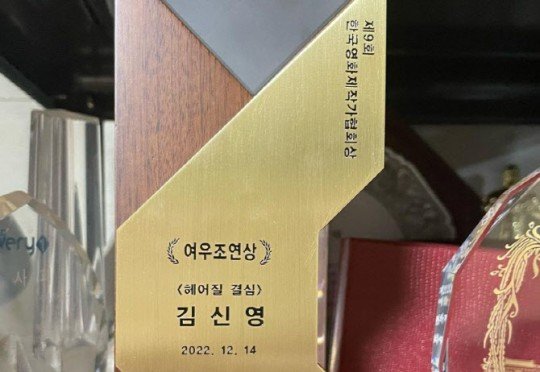 제9회
한국영화제작가협회상
여우조연상
〈헤어질 결심〉
김신영
2022. 12. 14